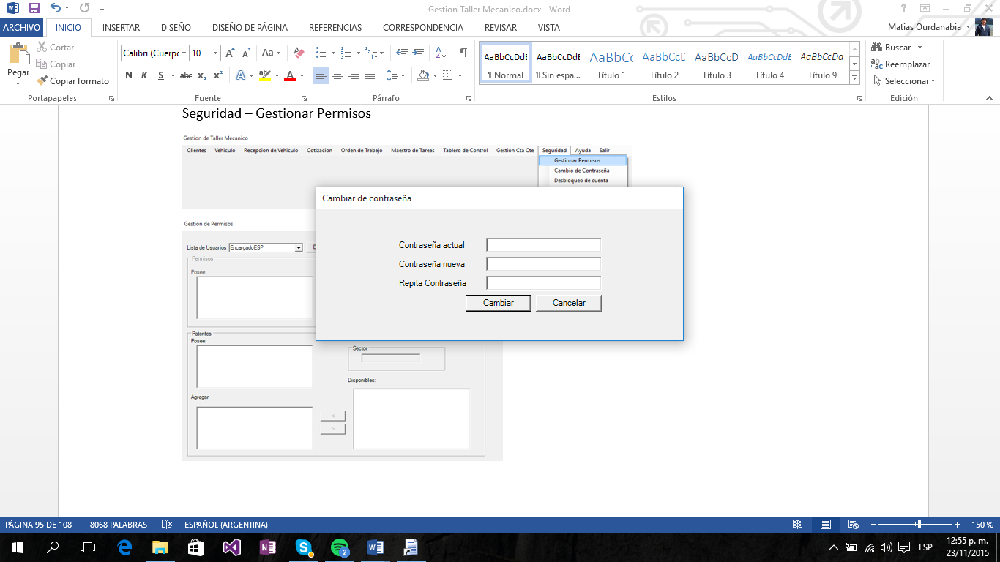 Gestion Taller Mecanico.docx - Word
ARCHIVO INICIO INSERTAR DISEÑO DISEÑO DE PÁGINA REFERENCIAS CORRESPONDENCIA REVISAR VISTA Matias Ourdanabia
Pegar
Cortar
Copiar
Copiar formato
Portapapeles
Calibri (Cuerpo 10
Aa
N K S abc x₂ x² A ab A
Fuente
Párrafo
AaBbCcDdE AaBbCcDdE AaBbCc AaBbCcD AaBbCcD AaBbCcDdE AaBbCcDd
¶ Normal ¶ Sin espa... Título 1 Título 2 Título 3 Título 4 Título 9
Estilos
Buscar
Reemplazar
Seleccionar
Edición
Seguridad – Gestionar Permisos
Gestion de Taller Mecanico
Clientes Vehiculo Recepcion de Vehiculo Cotizacion Orden de Trabajo Maestro de Tareas Tablero de Control Gestion Cta Cte Seguridad Ayuda Salir
Gestionar Permisos
Cambio de Contraseña
Desbloqueo de cuenta
Cambiar de contraseña
Contraseña actual
Contraseña nueva
Repita Contraseña
Cambiar Cancelar
Gestion de Permisos
Lista de Usuarios EncargadoESP
Permisos
Posee:
Patentes
Posee:
Sector
Disponibles:
Agregar
<
>
PÁGINA 95 DE 108 8068 PALABRAS ESPAÑOL (ARGENTINA) 150 %
2
ESP
12:55 p. m.
23/11/2015